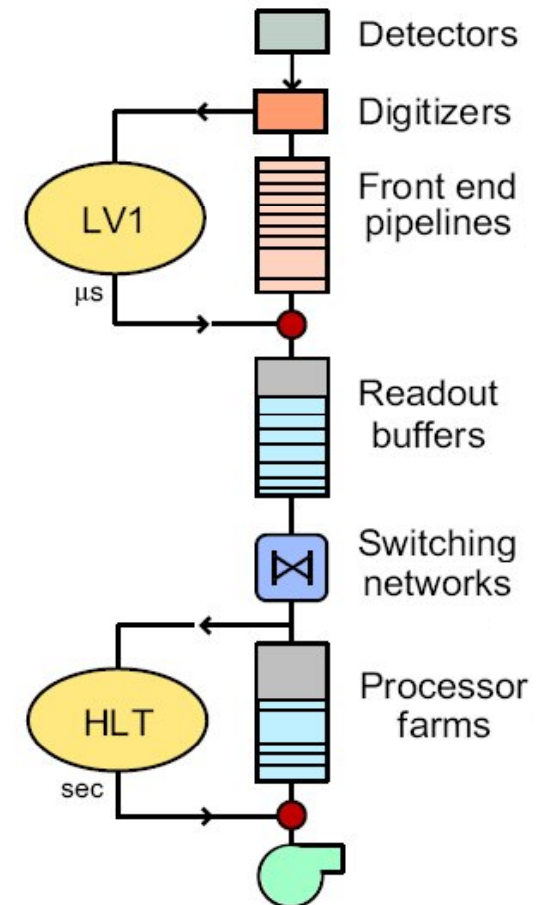 Detectors
Digitizers
Front end
pipelines
LV1
μs
Readout
buffers
Switching
networks
Processor
farms
HLT
sec